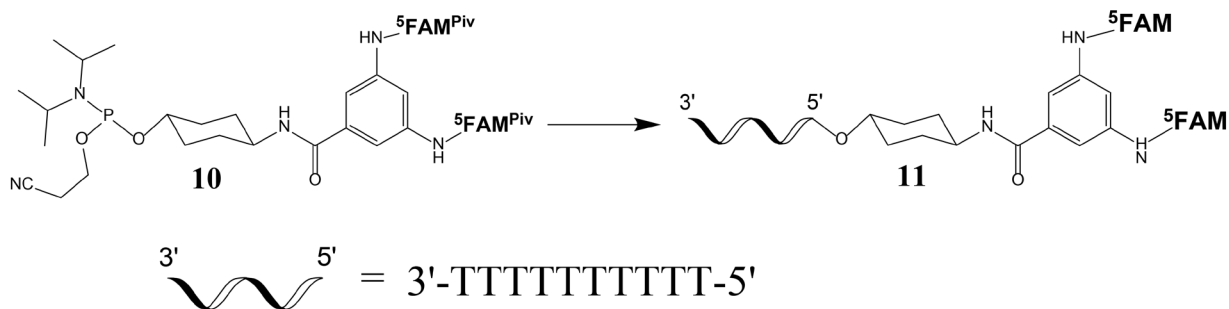 HN ⁵FAMᴾⁱᵛ
N
P
O
O
H
N
O
N
H
⁵FAMᴾⁱᵛ
NC
10
3'
5'
O
H
N
O
HN
⁵FAM
H
N
⁵FAM
11
3' 5'
= 3'-TTTTTTTTTT-5'